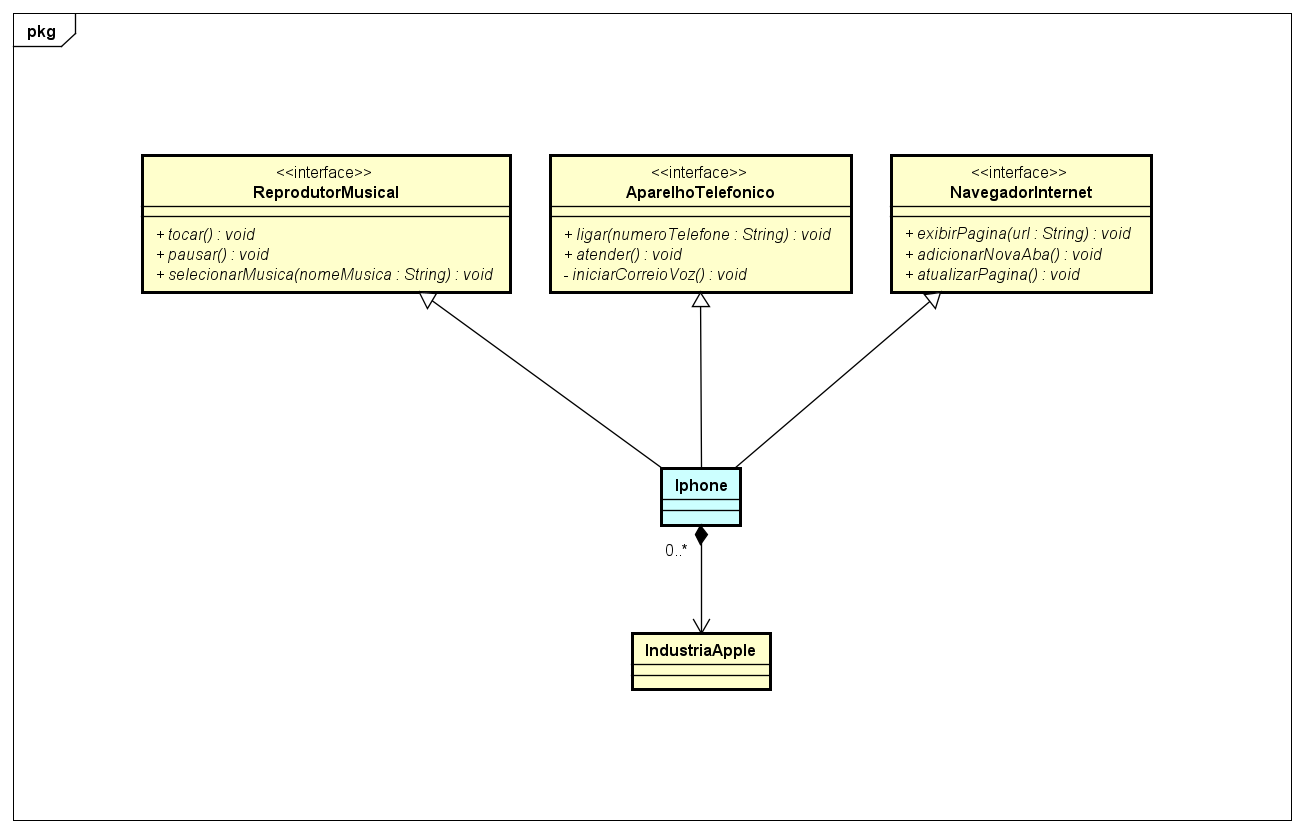 pkg
<<interface>>
ReprodutorMusical
+ tocar() : void
+ pausar() : void
+ selecionarMusica(nomeMusica : String) : void
<<interface>>
AparelhoTelefonico
+ ligar(numeroTelefone : String) : void
+ atender() : void
- iniciarCorreioVoz() : void
<<interface>>
NavegadorInternet
+ exibirPagina(url : String) : void
+ adicionarNovaAba() : void
+ atualizarPagina() : void
Iphone
0..*
IndustriaApple